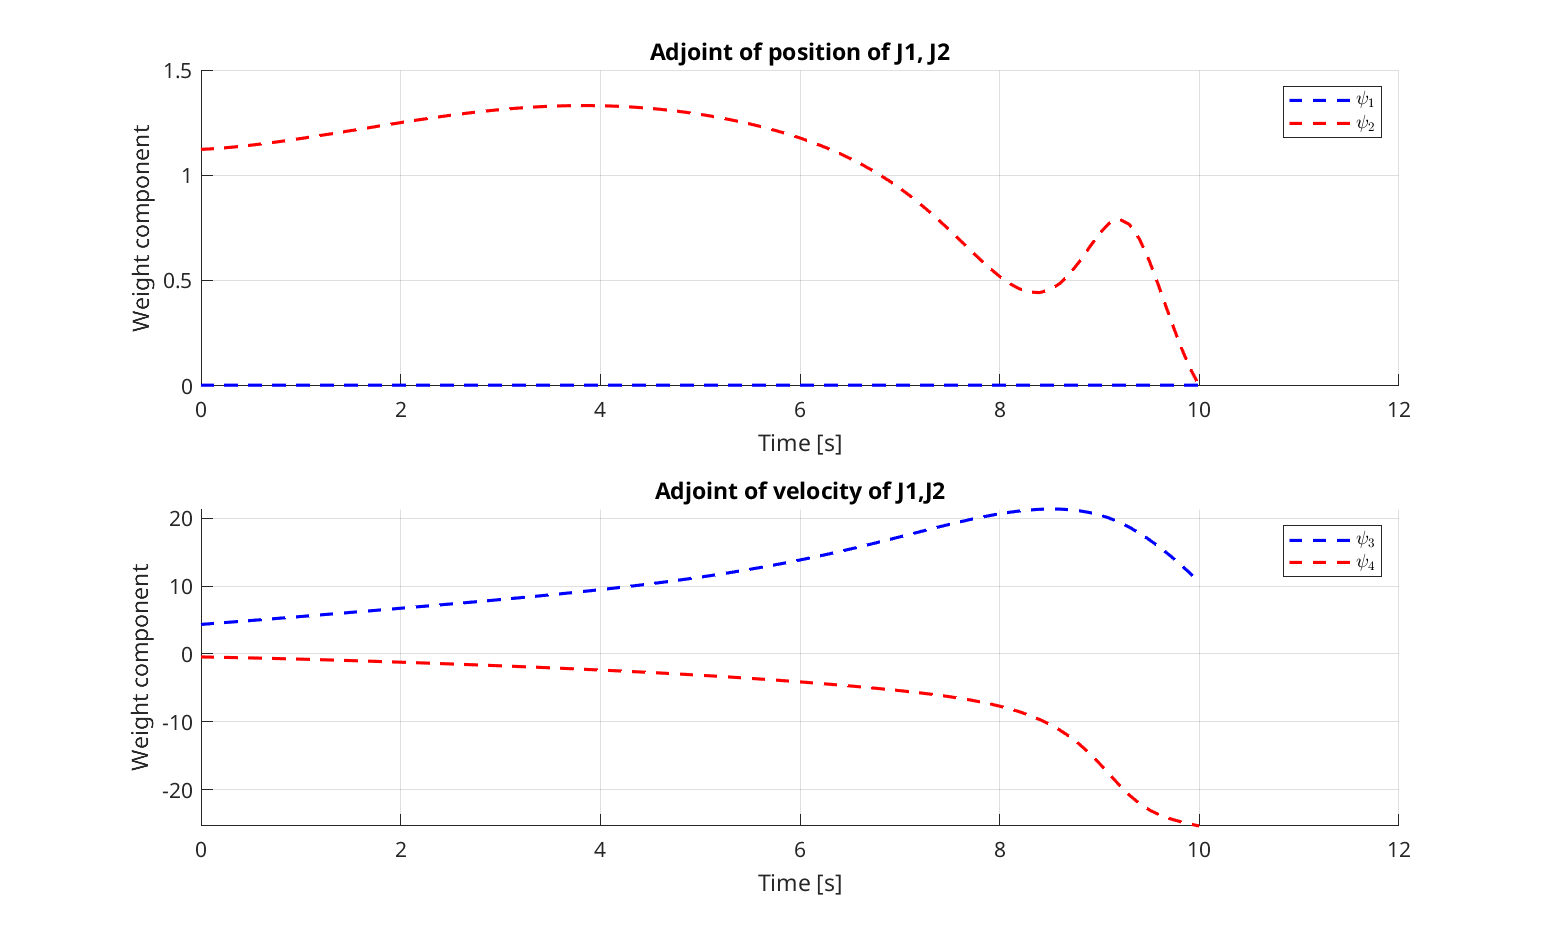 Adjoint of position of J1, J2
Weight component
1.5
1
0.5
0
ψ₁
ψ₂
0 2 4 6 8 10 12
Time [s]
Adjoint of velocity of J1,J2
Weight component
20
10
0
-10
-20
ψ₃
ψ₄
0 2 4 6 8 10 12
Time [s]